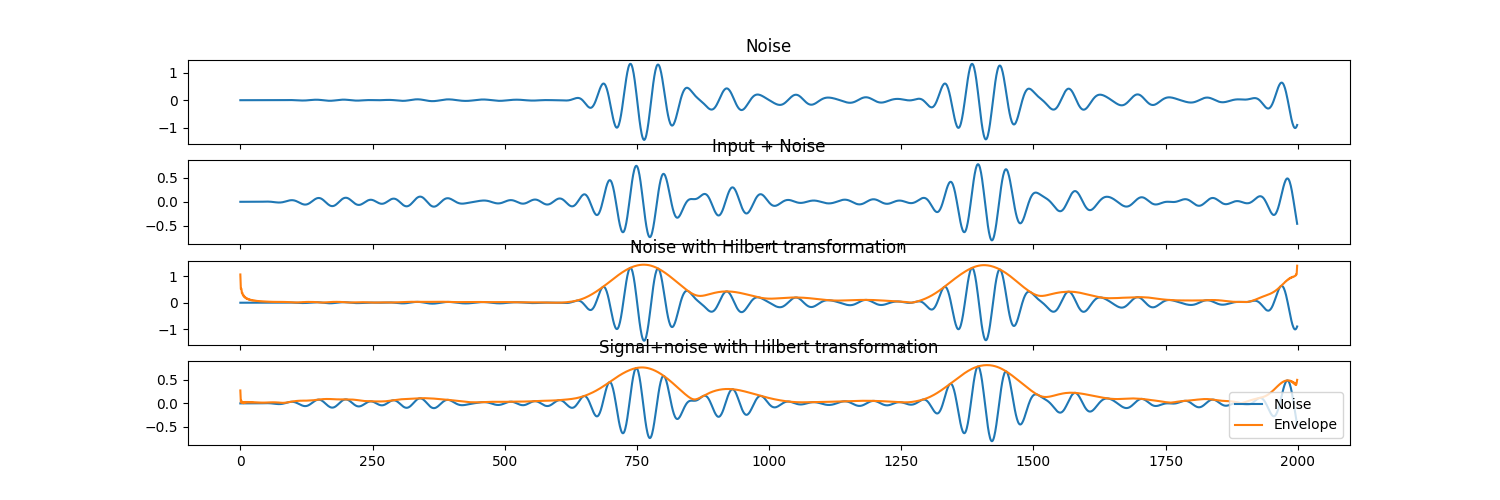 Noise
1
0
−1
Input + Noise
0.5
0.0
−0.5
Noise with Hilbert transformation
1
0
−1
Signal+noise with Hilbert transformation
0.5
0.0
−0.5
Noise
Envelope
0 250 500 750 1000 1250 1500 1750 2000